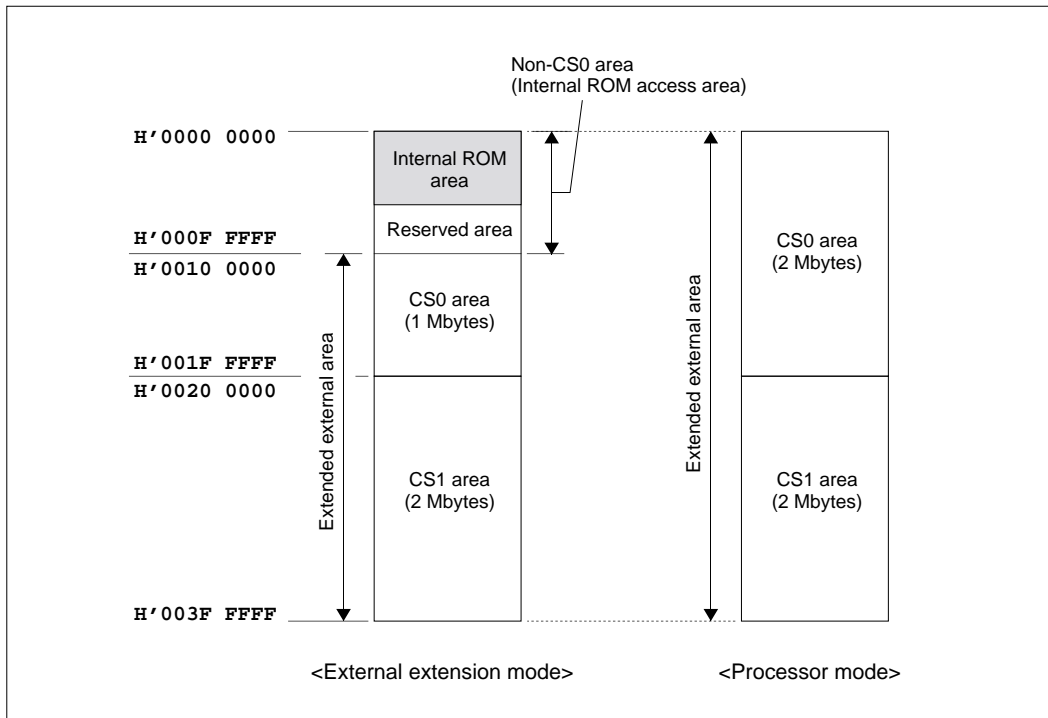 Non-CS0 area
(Internal ROM access area)
H'0000 0000
Internal ROM
area
Reserved area
H'000F FFFF
H'0010 0000
CS0 area
(1 Mbytes)
H'001F FFFF
H'0020 0000
CS1 area
(2 Mbytes)
H'003F FFFF
Extended external area
Extended external area
CS0 area
(2 Mbytes)
CS1 area
(2 Mbytes)
<External extension mode>
<Processor mode>